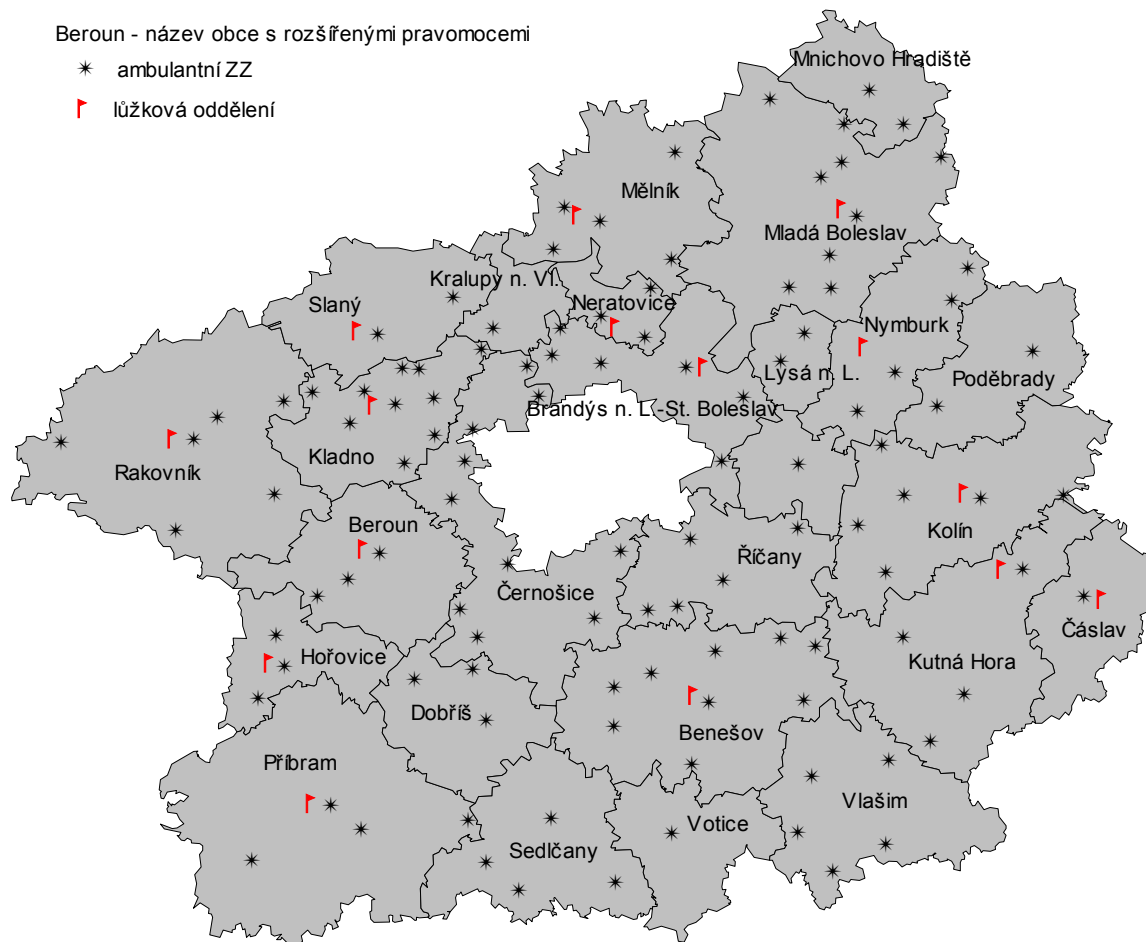 Beroun - název obce s rozšířenými pravomocemi
ambulantní ZZ
lůžková oddělení
Mnichovo Hradiště
Mělník
Mladá Boleslav
Kralupy n. Vl.
Slaný
Neratovice
Nymburk
Lysá n. L.
Poděbrady
Brandýs n. L.-St. Boleslav
Kladno
Rakovník
Beroun
Kolín
Říčany
Černošice
Čáslav
Hořovice
Kutná Hora
Dobříš
Benešov
Příbram
Vlašim
Votice
Sedlčany